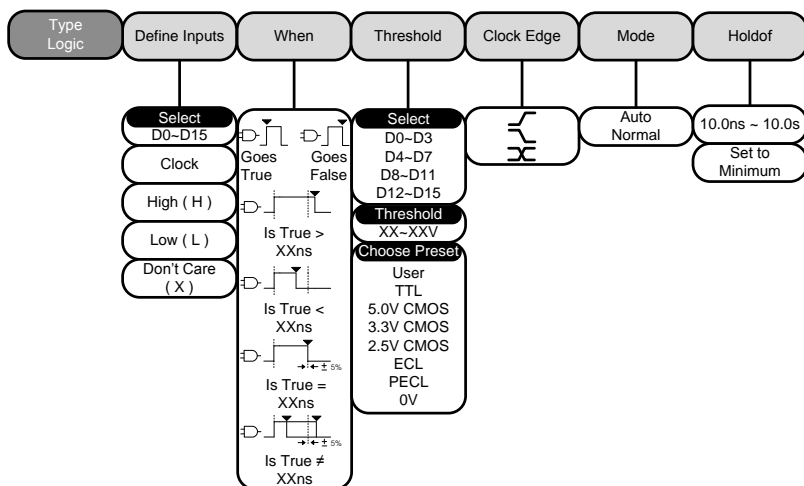 Type
Logic
Define Inputs
When
Threshold
Clock Edge
Mode
Holdof
Select
D0~D15
Clock
High ( H )
Low ( L )
Don't Care
( X )
Goes
True
Goes
False
Is True >
XXns
Is True <
XXns
± 5%
Is True =
XXns
± 5%
Is True ≠
XXns
Select
D0~D3
D4~D7
D8~D11
D12~D15
Threshold
XX~XXV
Choose Preset
User
TTL
5.0V CMOS
3.3V CMOS
2.5V CMOS
ECL
PECL
0V
Auto
Normal
10.0ns ~ 10.0s
Set to
Minimum